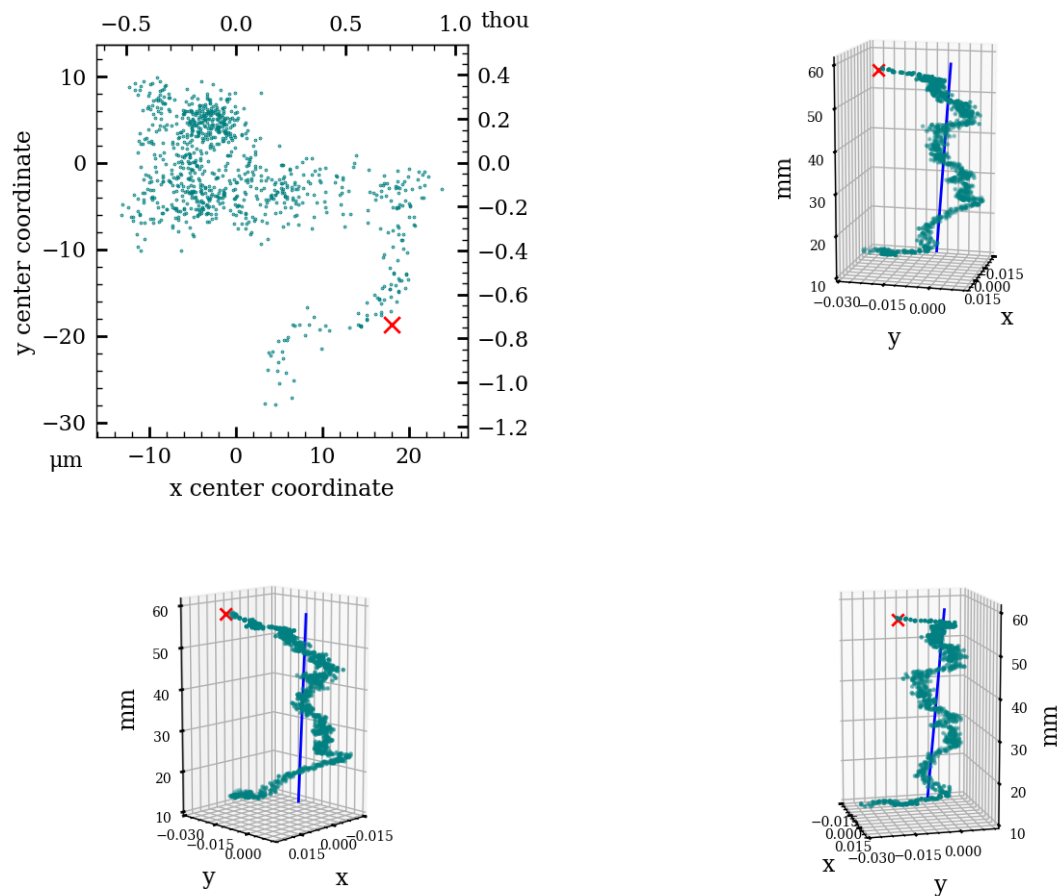 −0.5 0.0 0.5 1.0 thou
10 0 −10 −20 −30
y center coordinate
0.4 0.2 0.0 −0.2 −0.4 −0.6 −0.8 −1.0 −1.2
μm −10 0 10 20
x center coordinate
60 50 40 30 20 10
mm
−0.030 −0.015 0.000
−0.015 0.000 0.015
y x
60 50 40 30 20 10
mm
−0.030 −0.015 0.000
0.015 0.000 −0.015
y x
60 50 40 30 20 10
mm
−0.015 0.000 0.015
−0.030 −0.015 0.000
x y